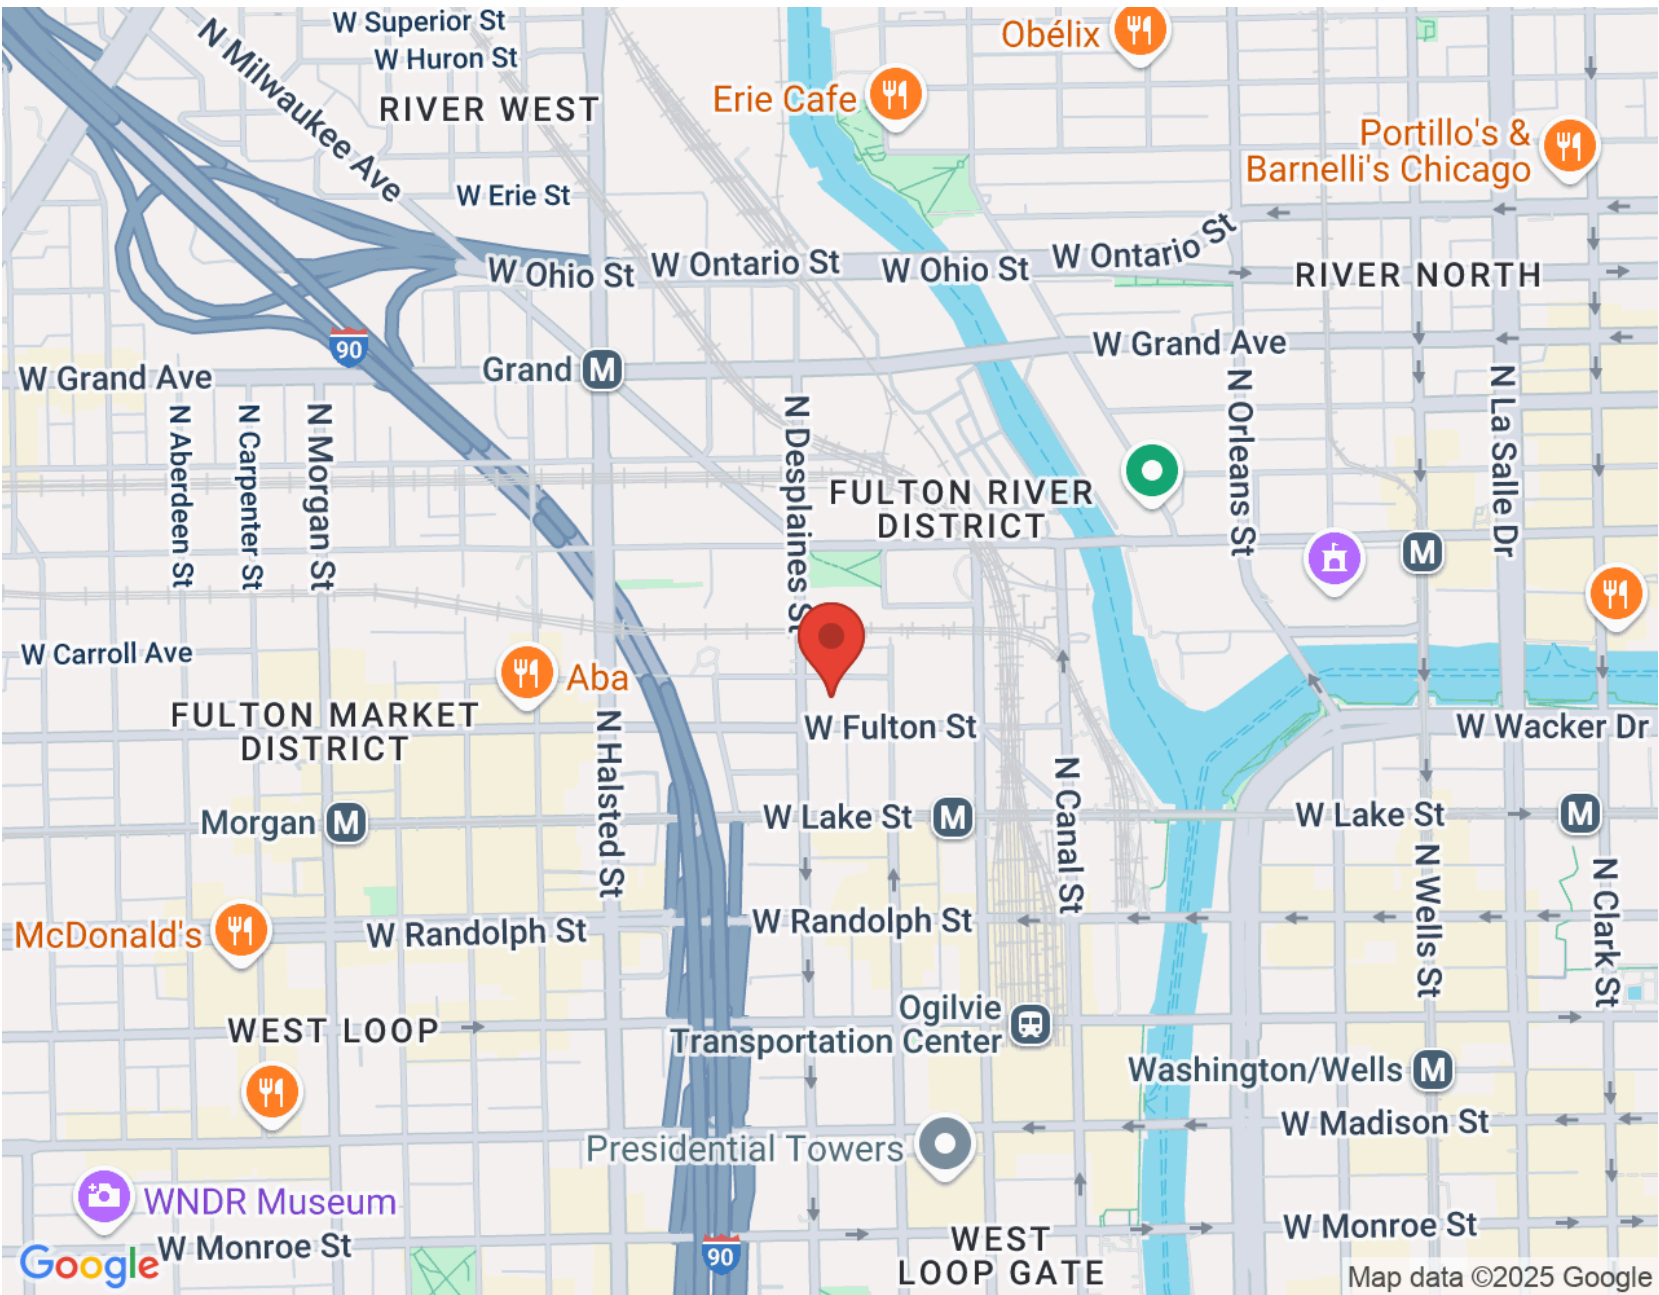 W Superior St
W Huron St
N Milwaukee Ave
RIVER WEST
Obélix
Erie Cafe
Portillo's &
Barnelli's Chicago
W Erie St
W Ohio St
W Ontario St
W Ohio St
W Ontario St
RIVER NORTH
90
W Grand Ave
Grand
M
W Grand Ave
N Aberdeen St
N Carpenter St
N Morgan St
N Desplaines St
N Orleans St
N La Salle Dr
FULTON RIVER
DISTRICT
M
W Carroll Ave
Aba
FULTON MARKET
DISTRICT
N Halsted St
W Fulton St
W Wacker Dr
Morgan
M
W Lake St
M
N Canal St
W Lake St
M
N Wells St
N Clark St
McDonald's
W Randolph St
W Randolph St
WEST LOOP
Ogilvie
Transportation Center
Washington/Wells
M
W Madison St
Presidential Towers
WNDR Museum
W Monroe St
90
WEST
LOOP GATE
W Monroe St
Google
Map data ©2025 Google